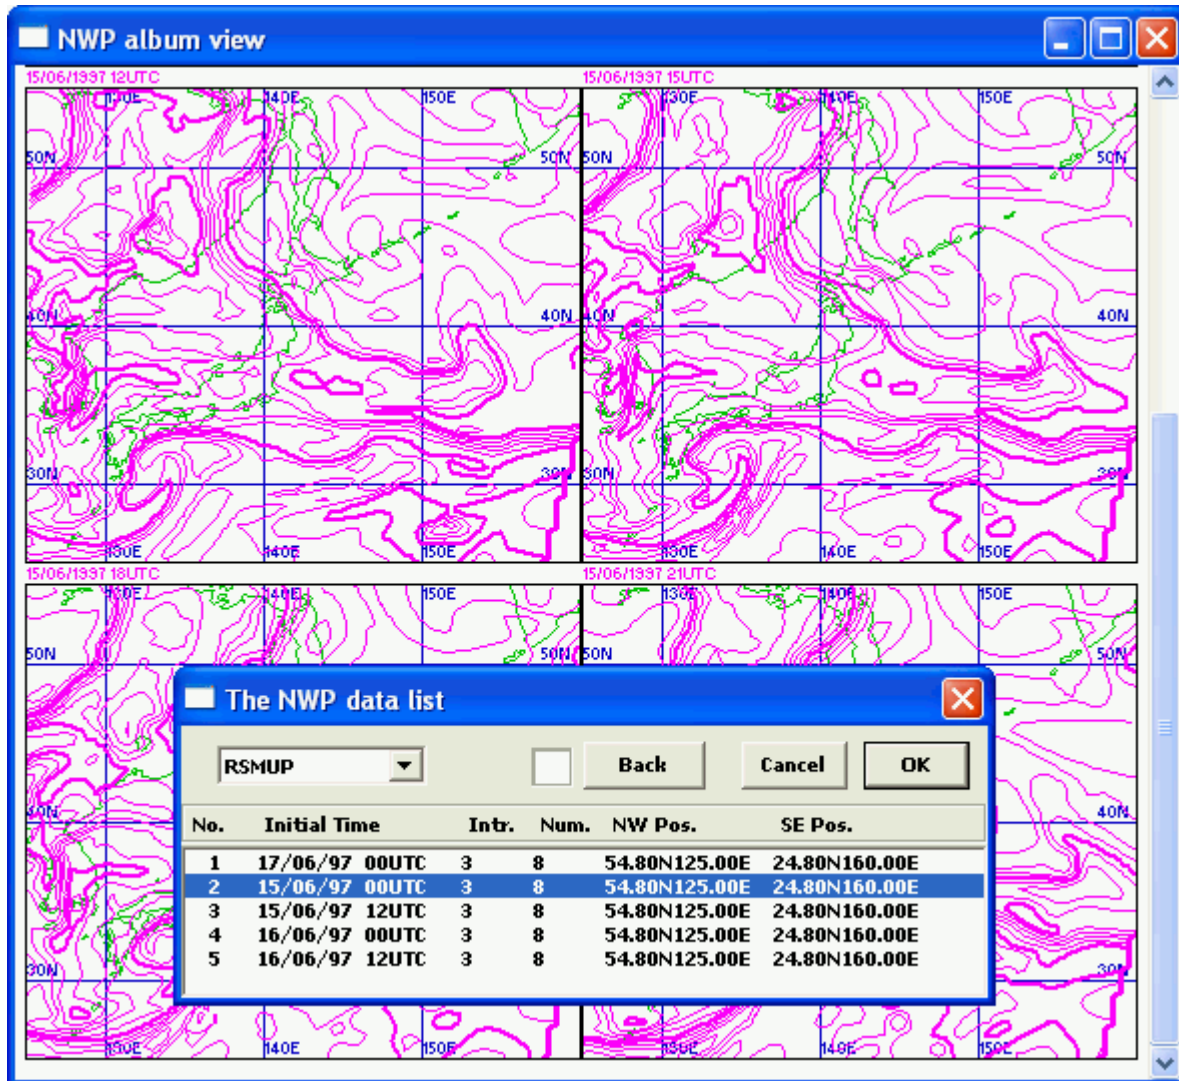 NWP album view
15/06/1997 12UTC 15/06/1997 15UTC
130E 140E 150E 130E 140E 150E
50N 50N 50N 50N
40N 40N 40N 40N
30N 30N 30N 30N
130E 140E 150E 130E 140E 150E
15/06/1997 18UTC 15/06/1997 21UTC
130E 140E 150E 130E 140E 150E
50N 50N 50N 50N
The NWP data list
RSMUP Back Cancel OK
40N 40N
No. Initial Time Intr. Num. NW Pos. SE Pos.
1 17/06/97 00UTC 3 8 54.80N125.00E 24.80N160.00E
2 15/06/97 00UTC 3 8 54.80N125.00E 24.80N160.00E
3 15/06/97 12UTC 3 8 54.80N125.00E 24.80N160.00E
4 16/06/97 00UTC 3 8 54.80N125.00E 24.80N160.00E
5 16/06/97 12UTC 3 8 54.80N125.00E 24.80N160.00E
30N 30N
130E 140E 150E 130E 140E 150E